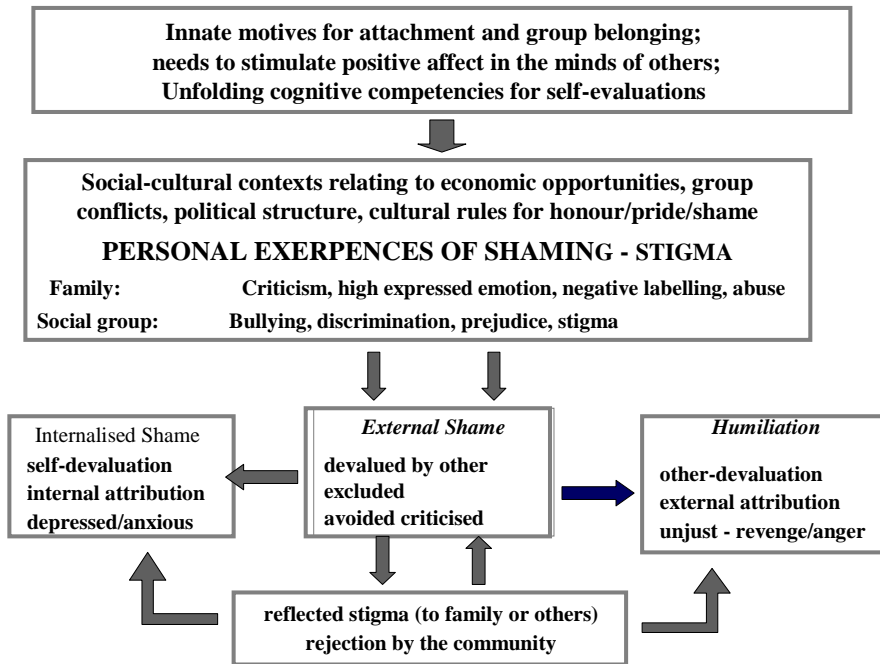 Innate motives for attachment and group belonging;
needs to stimulate positive affect in the minds of others;
Unfolding cognitive competencies for self-evaluations
Social-cultural contexts relating to economic opportunities, group
conflicts, political structure, cultural rules for honour/pride/shame
PERSONAL EXERPENCES OF SHAMING - STIGMA
Family: Criticism, high expressed emotion, negative labelling, abuse
Social group: Bullying, discrimination, prejudice, stigma
Internalised Shame
self-devaluation
internal attribution
depressed/anxious
External Shame
devalued by other
excluded
avoided criticised
Humiliation
other-devaluation
external attribution
unjust - revenge/anger
reflected stigma (to family or others)
rejection by the community